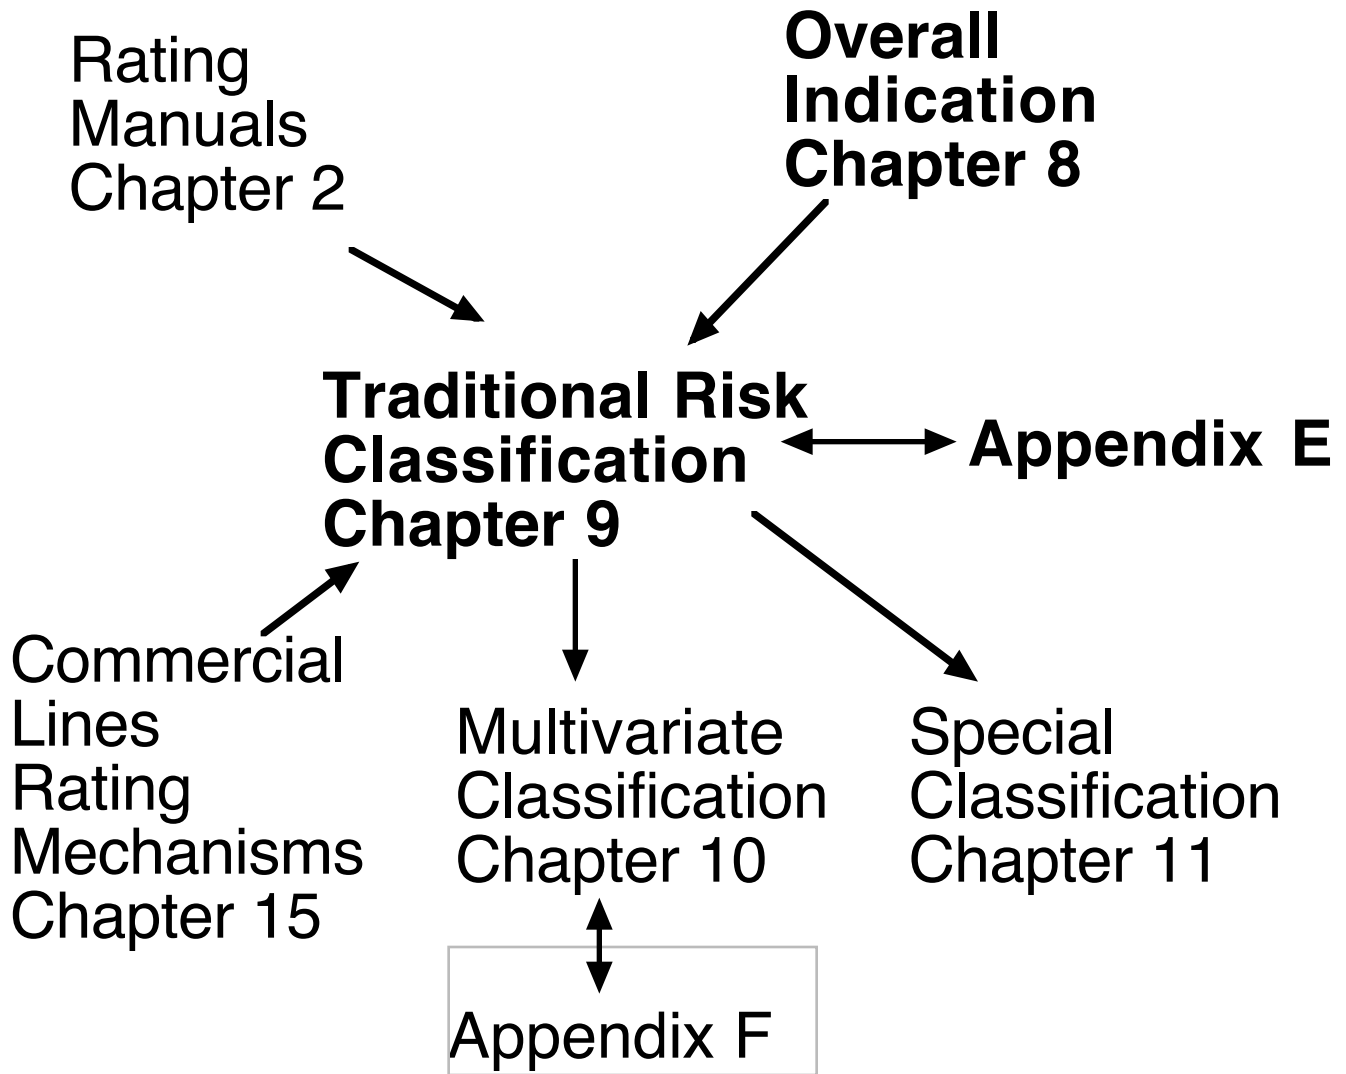 Rating
Manuals
Chapter 2
Overall
Indication
Chapter 8
Traditional Risk
Classification
Chapter 9
Appendix E
Commercial
Lines
Rating
Mechanisms
Chapter 15
Multivariate
Classification
Chapter 10
Special
Classification
Chapter 11
Appendix F